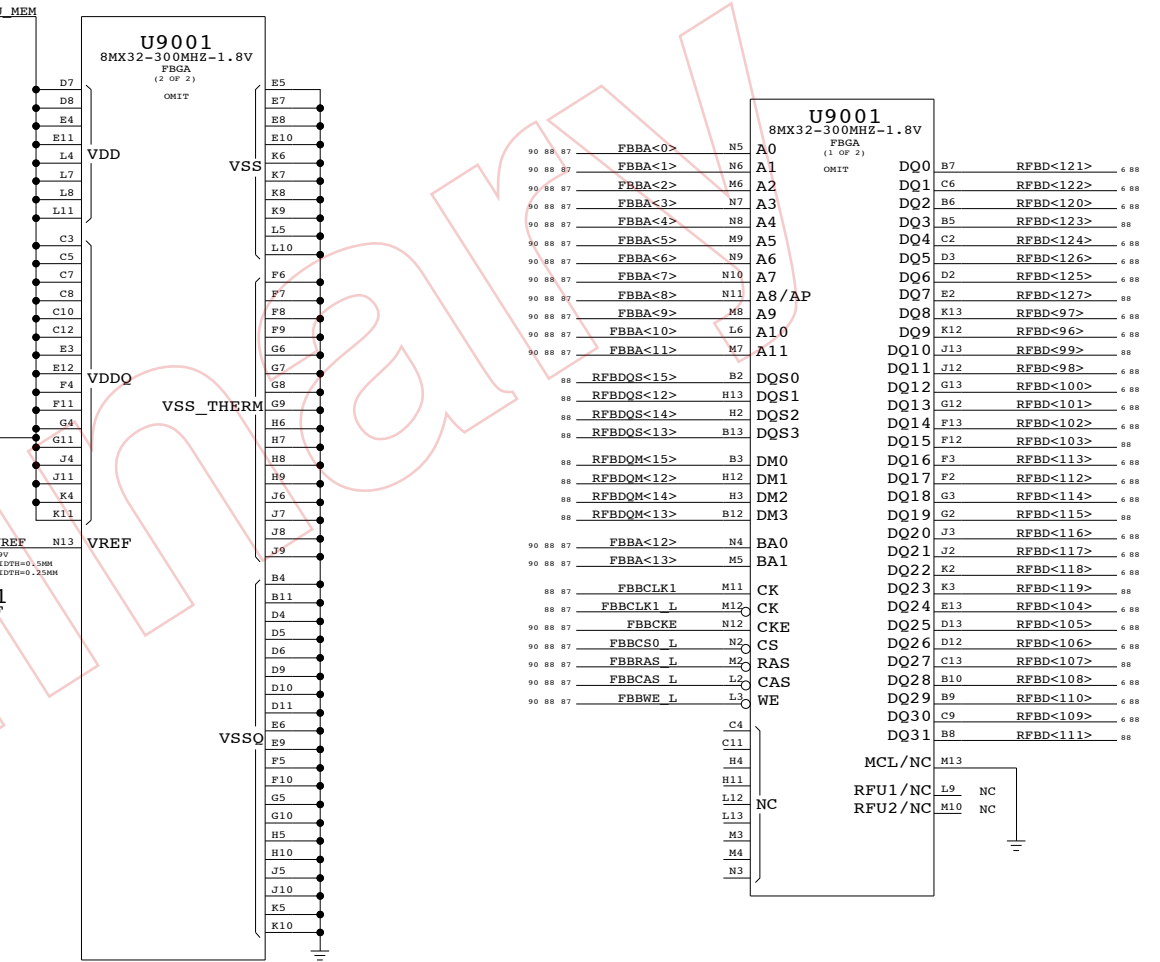 U_MEM
U9001
8MX32-300MHZ-1.8V
FBGA
(2 OF 2)
OMIT
D7
D8
E4
E11
L4
L7
L8
L11
VDD
C3
C5
C7
C8
C10
C12
E3
E12
F4
F11
G4
G11
J4
J11
K4
K11
VDDQ
VREF N13 VREF
IDTH=0.5MM
IDTH=0.25MM
E5
E7
E8
E10
K6
K7
K8
K9
L5
L10
VSS
F6
F7
F8
F9
G6
G7
G8
G9
H6
H7
H8
H9
J6
J7
J8
J9
VSS_THERM
B4
B11
D4
D5
D6
D9
D10
D11
E6
E9
F5
F10
G5
G10
H5
H10
J5
J10
K5
K10
VSSQ
U9001
8MX32-300MHZ-1.8V
FBGA
(1 OF 2)
OMIT
90 88 87 FBBA<0> N5 A0
90 88 87 FBBA<1> N6 A1
90 88 87 FBBA<2> M6 A2
90 88 87 FBBA<3> N7 A3
90 88 87 FBBA<4> N8 A4
90 88 87 FBBA<5> M9 A5
90 88 87 FBBA<6> N9 A6
90 88 87 FBBA<7> N10 A7
90 88 87 FBBA<8> N11 A8/AP
90 88 87 FBBA<9> M8 A9
90 88 87 FBBA<10> L6 A10
90 88 87 FBBA<11> M7 A11
88 RFBDQS<15> B2 DQS0
88 RFBDQS<12> H13 DQS1
88 RFBDQS<14> H2 DQS2
88 RFBDQS<13> B13 DQS3
88 RFBDQM<15> B3 DM0
88 RFBDQM<12> H12 DM1
88 RFBDQM<14> H3 DM2
88 RFBDQM<13> B12 DM3
90 88 87 FBBA<12> N4 BA0
90 88 87 FBBA<13> M5 BA1
88 87 FBBCLK1 M11 CK
88 87 FBBCLK1_L M12 CK
90 88 87 FBBCKE N12 CKE
90 88 87 FBBCS0_L N2 CS
90 88 87 FBBRAS_L M2 RAS
90 88 87 FBBCAS_L L2 CAS
90 88 87 FBBWE_L L3 WE
C4
C11
H4
H11
L12
L13
M3
M4
N3
NC
DQ0 B7 RFBD<121> 6 88
DQ1 C6 RFBD<122> 6 88
DQ2 B6 RFBD<120> 6 88
DQ3 B5 RFBD<123> 88
DQ4 C2 RFBD<124> 6 88
DQ5 D3 RFBD<126> 6 88
DQ6 D2 RFBD<125> 6 88
DQ7 E2 RFBD<127> 88
DQ8 K13 RFBD<97> 6 88
DQ9 K12 RFBD<96> 6 88
DQ10 J13 RFBD<99> 88
DQ11 J12 RFBD<98> 6 88
DQ12 G13 RFBD<100> 6 88
DQ13 G12 RFBD<101> 6 88
DQ14 F13 RFBD<102> 6 88
DQ15 F12 RFBD<103> 88
DQ16 F3 RFBD<113> 6 88
DQ17 F2 RFBD<112> 6 88
DQ18 G3 RFBD<114> 6 88
DQ19 G2 RFBD<115> 88
DQ20 J3 RFBD<116> 6 88
DQ21 J2 RFBD<117> 6 88
DQ22 K2 RFBD<118> 6 88
DQ23 K3 RFBD<119> 88
DQ24 E13 RFBD<104> 6 88
DQ25 D13 RFBD<105> 6 88
DQ26 D12 RFBD<106> 6 88
DQ27 C13 RFBD<107> 88
DQ28 B10 RFBD<108> 6 88
DQ29 B9 RFBD<110> 6 88
DQ30 C9 RFBD<109> 6 88
DQ31 B8 RFBD<111> 88
MCL/NC M13
RFU1/NC L9 NC
RFU2/NC M10 NC
inary